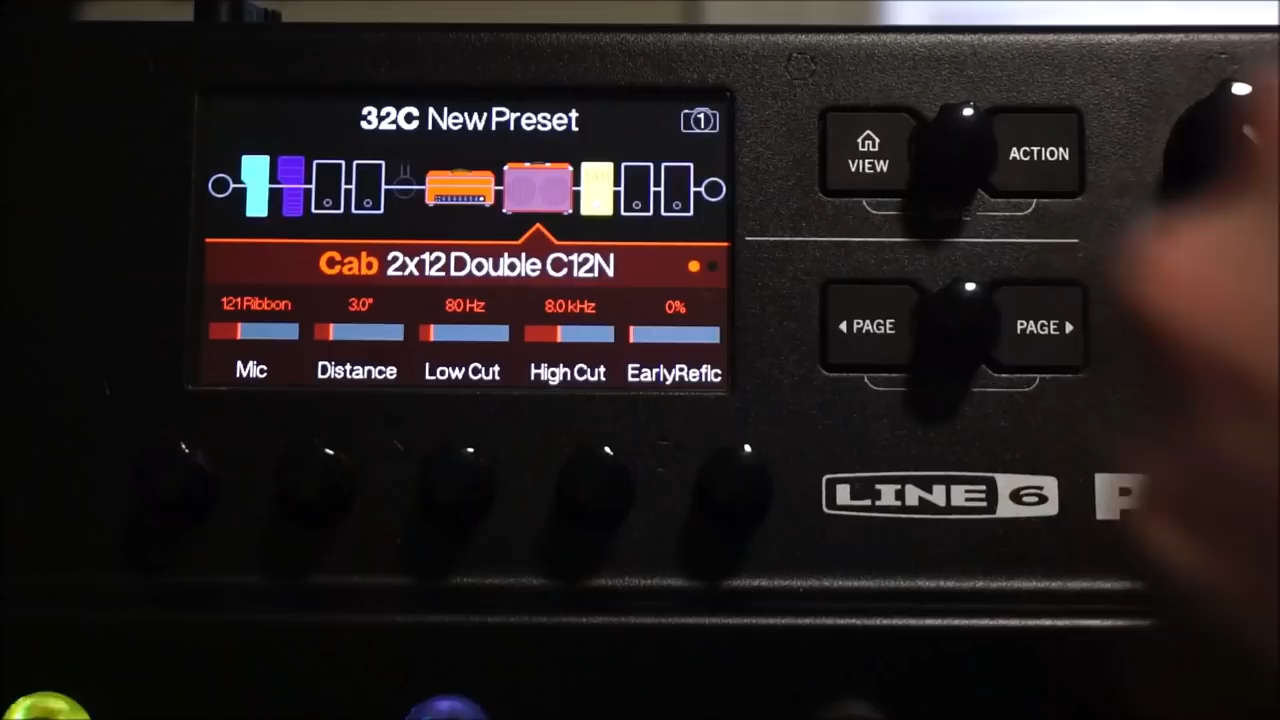 32C New Preset
1
Cab 2x12 Double C12N
121 Ribbon 3.0" 80 Hz 8.0 kHz 0%
Mic Distance Low Cut High Cut EarlyReflc
VIEW
ACTION
PAGE
PAGE
LINE 6
P